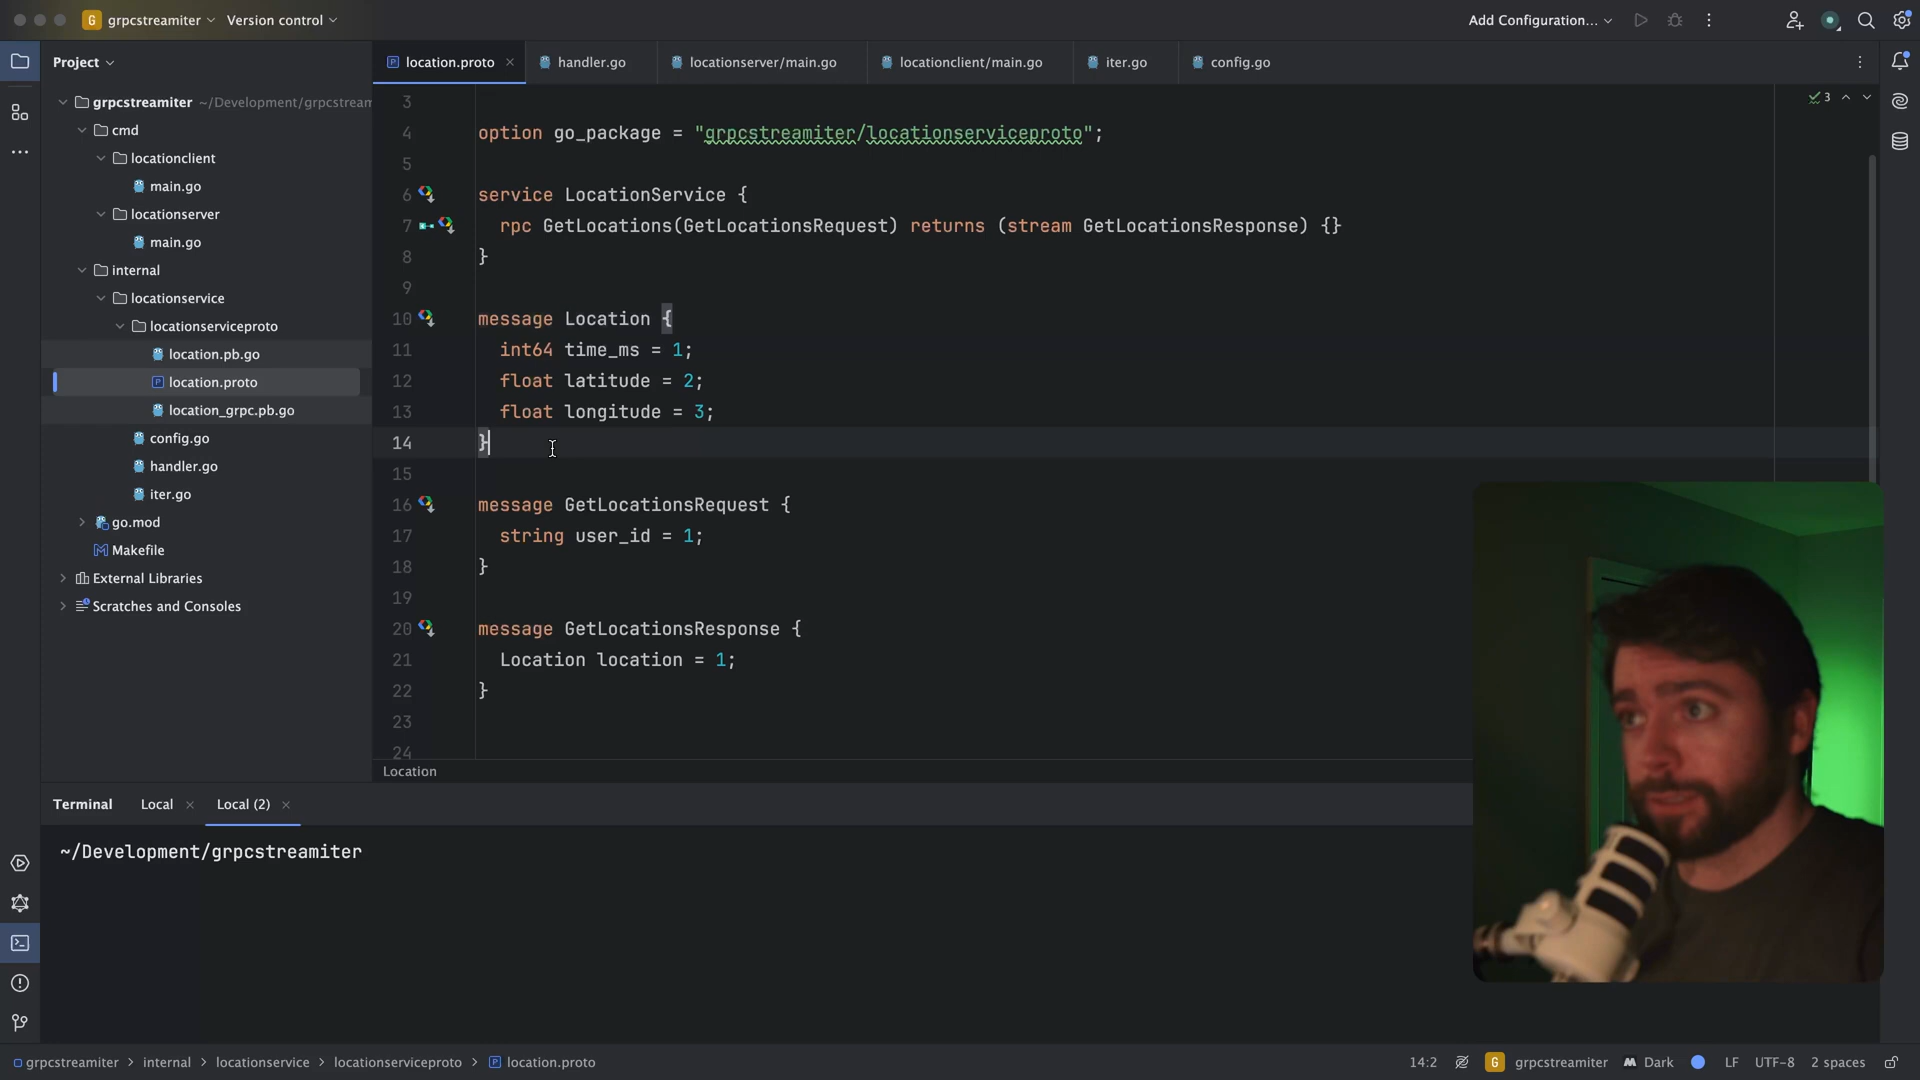 G grpcstreamiter Version control Add Configuration...
Project
location.proto handler.go locationserver/main.go locationclient/main.go iter.go config.go
grpcstreamiter ~/Development/grpcstream
cmd
locationclient
main.go
locationserver
main.go
internal
locationservice
locationserviceproto
location.pb.go
location.proto
location_grpc.pb.go
config.go
handler.go
iter.go
go.mod
Makefile
External Libraries
Scratches and Consoles
3
3
4 option go_package = "grpcstreamiter/locationserviceproto";
5
6 service LocationService {
7 rpc GetLocations(GetLocationsRequest) returns (stream GetLocationsResponse) {}
8 }
9
10 message Location {
11 int64 time_ms = 1;
12 float latitude = 2;
13 float longitude = 3;
14 }
15
16 message GetLocationsRequest {
17 string user_id = 1;
18 }
19
20 message GetLocationsResponse {
21 Location location = 1;
22 }
23
24
Location
Terminal Local Local (2)
~/Development/grpcstreamiter
grpcstreamiter > internal > locationservice > locationserviceproto > location.proto 14:2 G grpcstreamiter Dark LF UTF-8 2 spaces